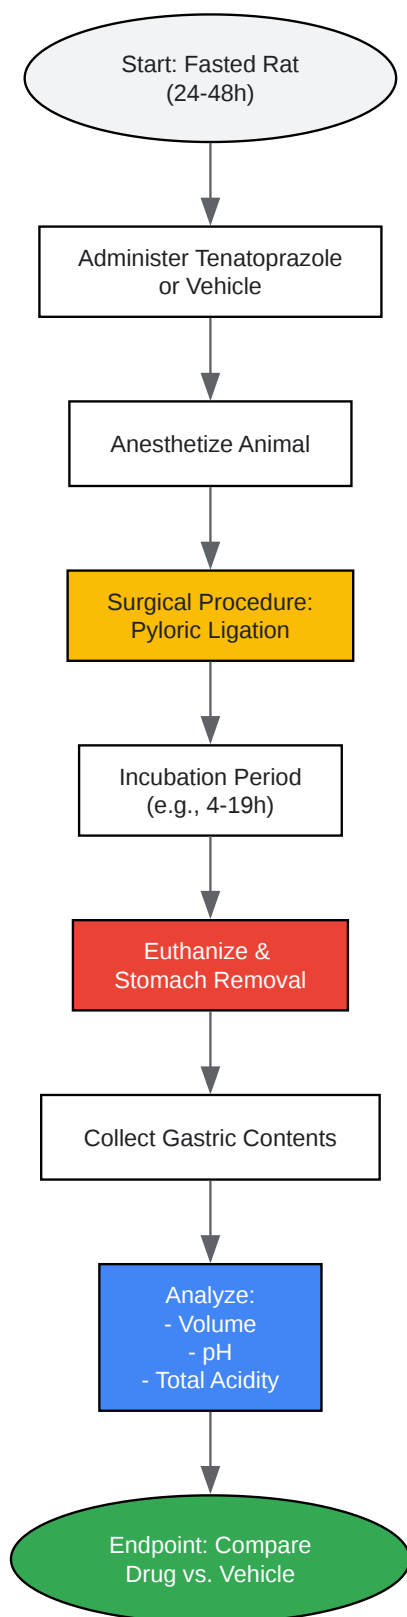 Start: Fasted Rat
(24-48h)
Administer Tenatoprazole
or Vehicle
Anesthetize Animal
Surgical Procedure:
Pyloric Ligation
Incubation Period
(e.g., 4-19h)
Euthanize &
Stomach Removal
Collect Gastric Contents
Analyze:
- Volume
- pH
- Total Acidity
Endpoint: Compare
Drug vs. Vehicle